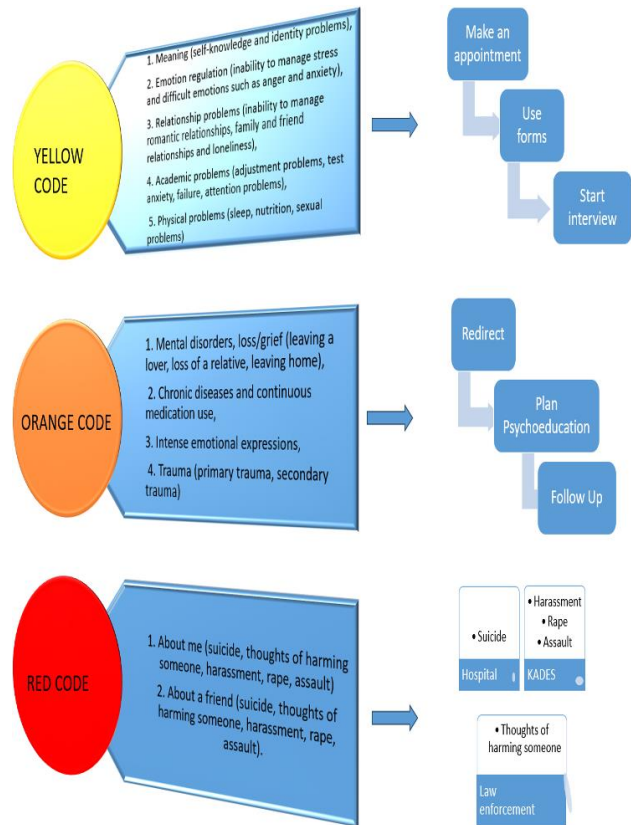 YELLOW
CODE
1. Meaning (self-knowledge and identity problems),
2. Emotion regulation (inability to manage stress
and difficult emotions such as anger and anxiety),
3. Relationship problems (inability to manage
romantic relationships, family and friend
relationships and loneliness),
4. Academic problems (adjustment problems, test
anxiety, failure, attention problems),
5. Physical problems (sleep, nutrition, sexual
problems)
Make an
appointment
Use
forms
Start
interview
ORANGE CODE
1. Mental disorders, loss/grief (leaving a
lover, loss of a relative, leaving home),
2. Chronic diseases and continuous
medication use,
3. Intense emotional expressions,
4. Trauma (primary trauma, secondary
trauma)
Redirect
Plan
Psychoeducation
Follow Up
RED CODE
1. About me (suicide, thoughts of harming
someone, harassment, rape, assault)
2. About a friend (suicide, thoughts of
harming someone, harassment, rape,
assault).
• Suicide
Hospital
• Harassment
• Rape
• Assault
KADES
• Thoughts of
harming someone
Law
enforcement